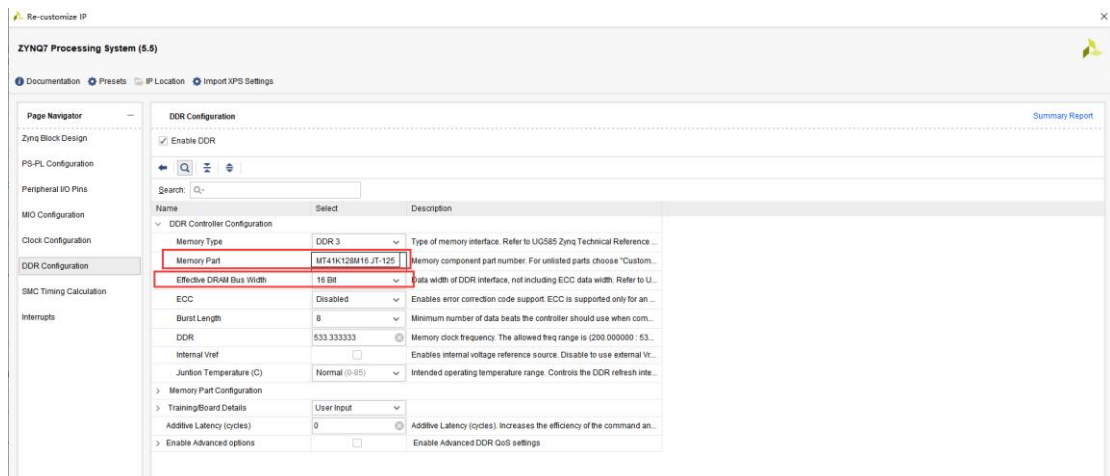 Re-customize IP
ZYNQ7 Processing System (5.5)
Documentation Presets IP Location Import XPS Settings
Page Navigator
Zynq Block Design
PS-PL Configuration
Peripheral I/O Pins
MIO Configuration
Clock Configuration
DDR Configuration
SMC Timing Calculation
Interrupts
DDR Configuration
Summary Report
Enable DDR
Search:
Name Select Description
DDR Controller Configuration
Memory Type DDR 3 Type of memory interface. Refer to UG585 Zynq Technical Reference ...
Memory Part MT41K128M16 JT-125 Memory component part number. For unlisted parts choose "Custom...
Effective DRAM Bus Width 16 Bit Data width of DDR interface, not including ECC data width. Refer to U...
ECC Disabled Enables error correction code support. ECC is supported only for an ...
Burst Length 8 Minimum number of data beats the controller should use when com...
DDR 533.333333 Memory clock frequency. The allowed freq range is (200.000000 : 53...
Internal Vref Enables internal voltage reference source. Disable to use external Vr...
Juntion Temperature (C) Normal (0-85) Intended operating temperature range. Controls the DDR refresh inte...
Memory Part Configuration
Training/Board Details User Input
Additive Latency (cycles) 0 Additive Latency (cycles). Increases the efficiency of the command an...
Enable Advanced options Enable Advanced DDR QoS settings